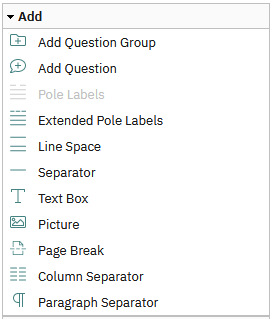 Add
Add Question Group
Add Question
Pole Labels
Extended Pole Labels
Line Space
Separator
Text Box
Picture
Page Break
Column Separator
Paragraph Separator